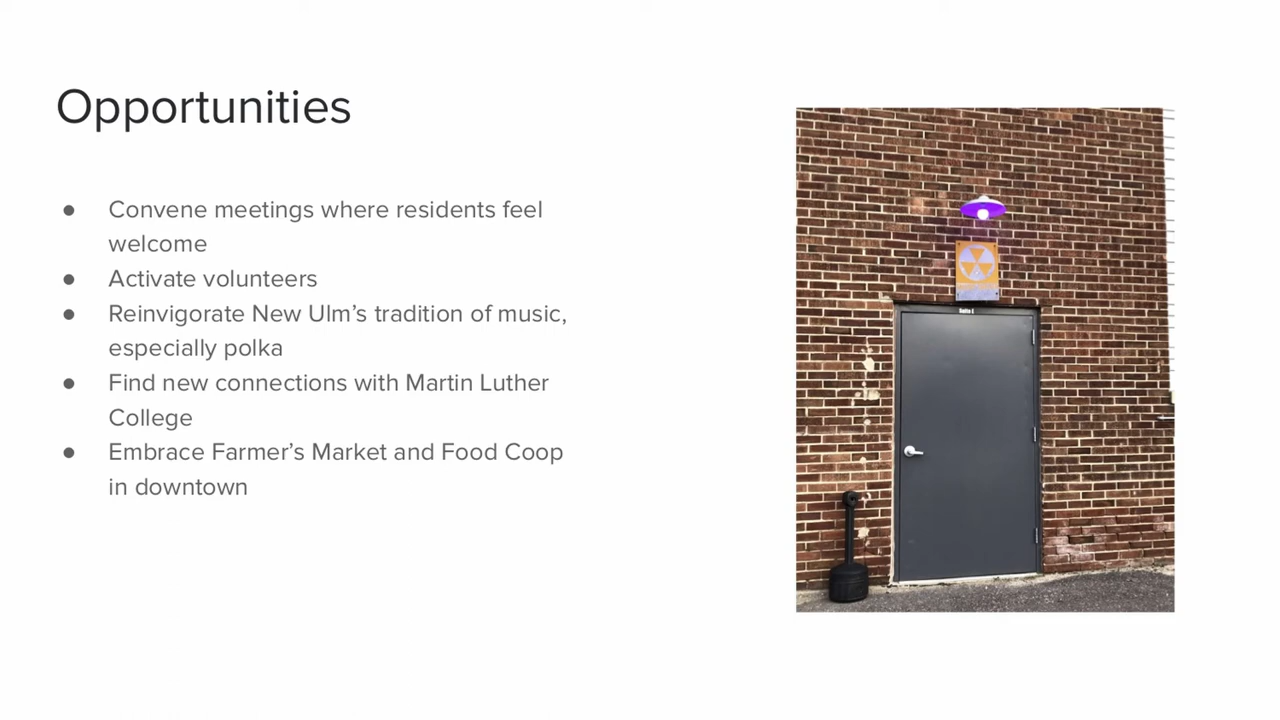 Opportunities
● Convene meetings where residents feel
welcome
● Activate volunteers
● Reinvigorate New Ulm’s tradition of music,
especially polka
● Find new connections with Martin Luther
College
● Embrace Farmer’s Market and Food Coop
in downtown